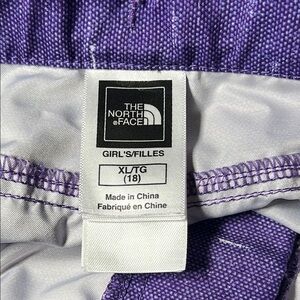 THE
NORTH
FACE
GIRL'S/FILLES
XL/TG
(18)
Made in China
Fabriqué en Chine